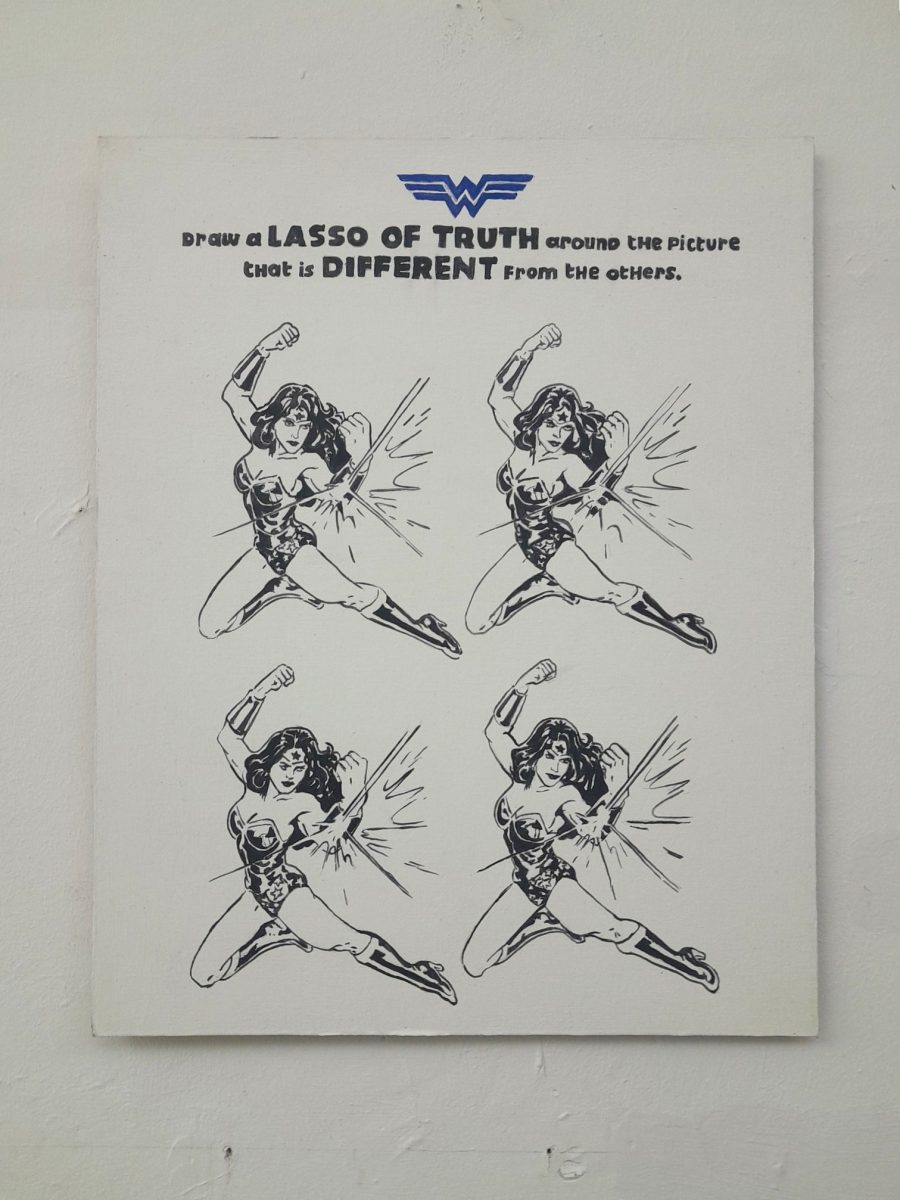 Draw a LASSO OF TRUTH around the Picture
that is DIFFERENT From the others.